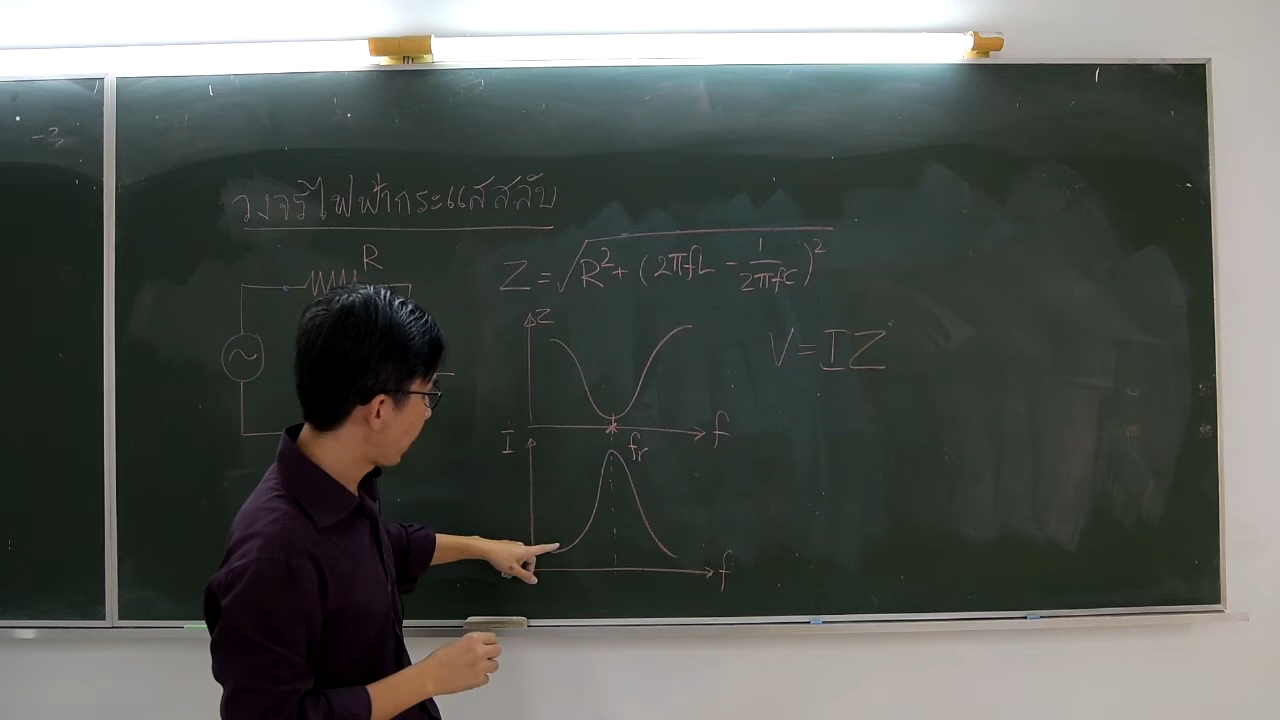 วงจรไฟฟ้ากระแสสลับ
R
Z = √R² + (2πfL - 1/2πfC)²
Z
V = IZ
f
fr
I
f